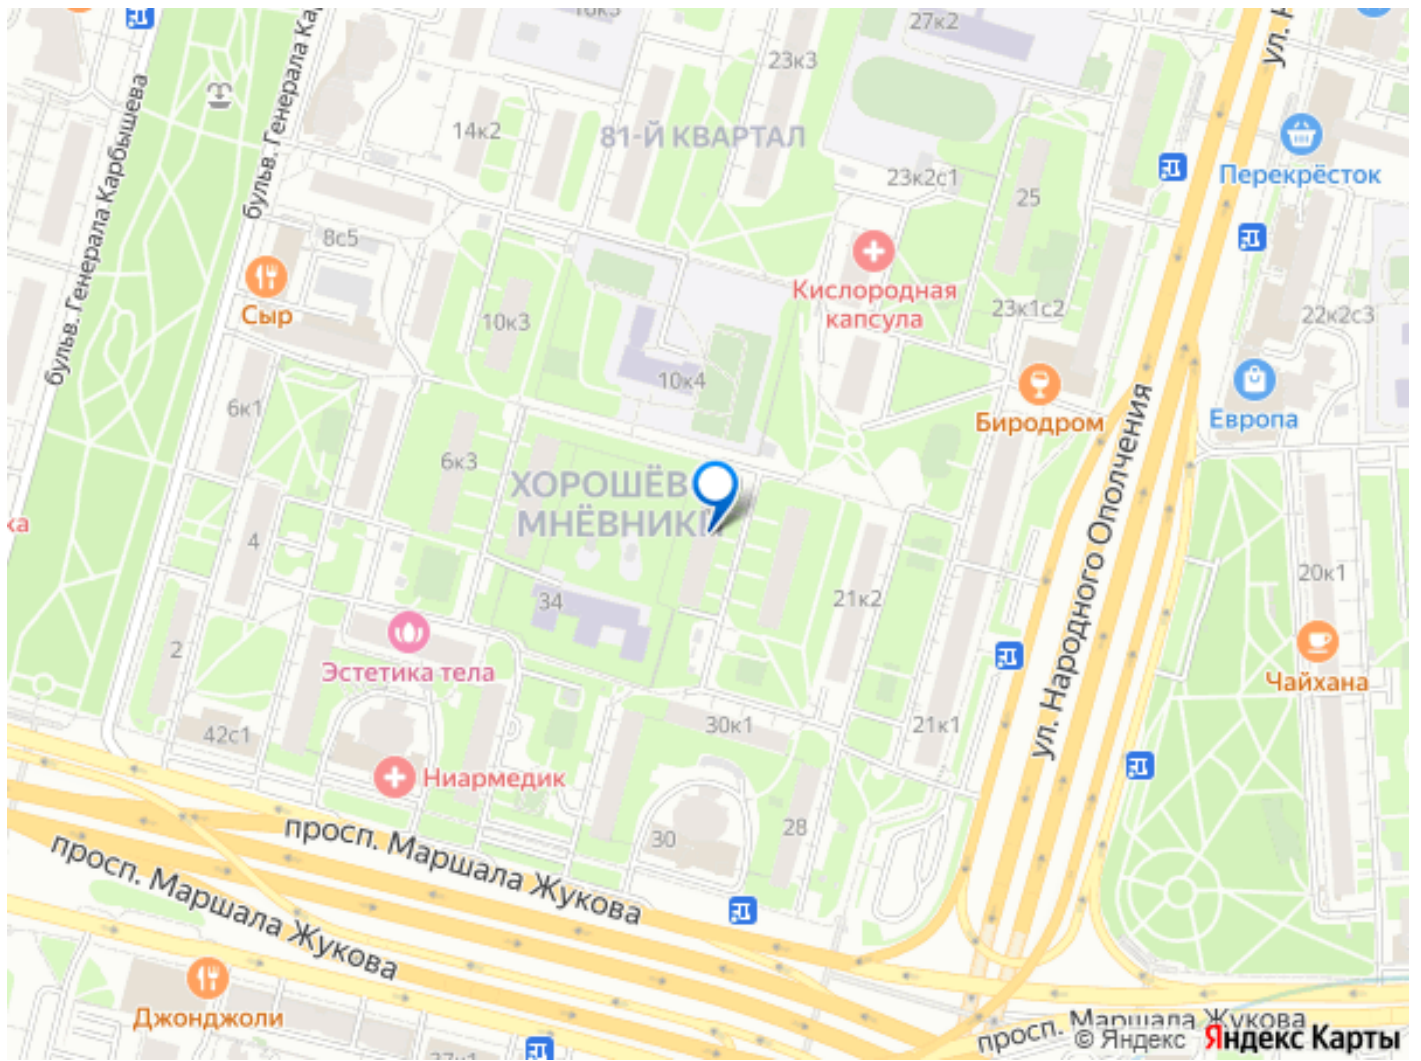 ул. Н
бульв. Генерала Ка
27к2
23к3
бульв. Генерала Карбышева
14к2
81-Й КВАРТАЛ
Перекрёсток
23к2с1
25
8с5
Кислородная
капсула
Сыр
10к3
23к1с2
22к2с3
10к4
6к1
Биродром
Европа
6к3
ХОРОШЁВ
МНЁВНИКИ
ул. Народного Ополчения
ка
4
20к1
34
21к2
2
Эстетика тела
Чайхана
42с1
30к1
21к1
Ниармедик
просп. Маршала Жукова
30
28
просп. Маршала Жукова
Джонджоли
просп. Маршала Жукова
© Яндекс Яндекс Карты
37к1